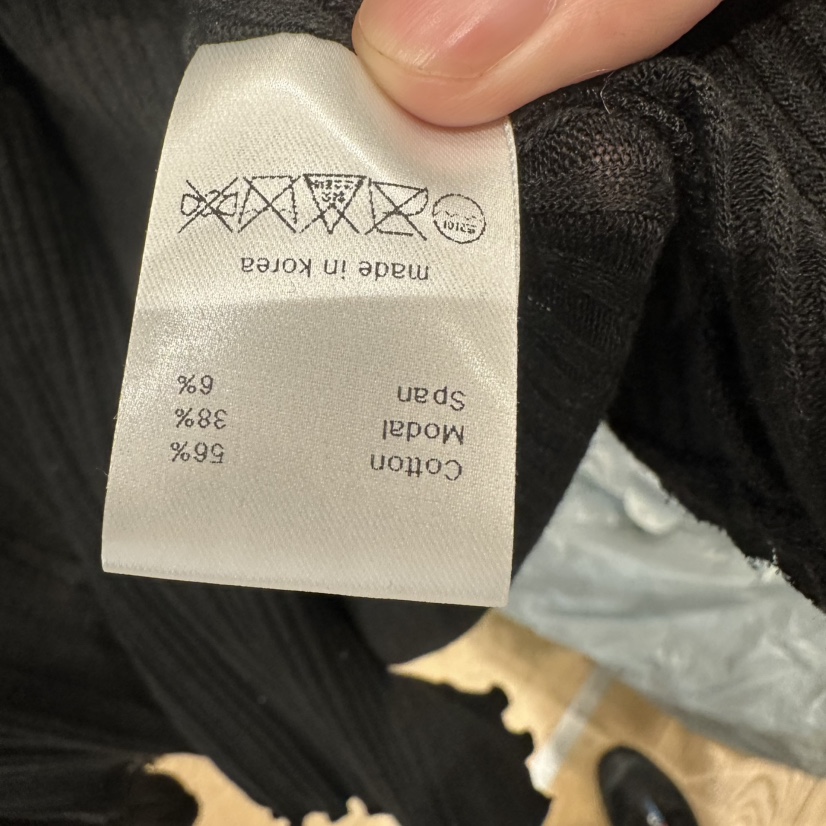 Cotton 56%
Modal 38%
Span 6%
made in korea